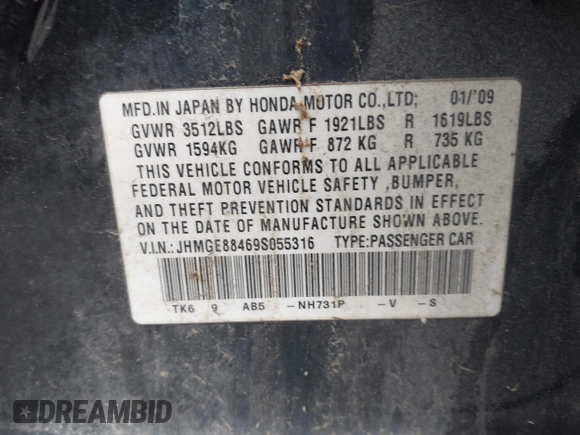 MFD.IN JAPAN BY HONDA MOTOR CO.,LTD; 01/'09
GVWR 3512LBS GAWR F 1921LBS R 1619LBS
GVWR 1594KG GAWR F 872 KG R 735 KG
THIS VEHICLE CONFORMS TO ALL APPLICABLE
FEDERAL MOTOR VEHICLE SAFETY ,BUMPER,
AND THEFT PREVENTION STANDARDS IN EFFECT
ON THE DATE OF MANUFACTURE SHOWN ABOVE.
V.I.N.: JHMGE88469S055316 TYPE:PASSENGER CAR
TK6 9 AB5 -NH731P -V -S
DREAMBID